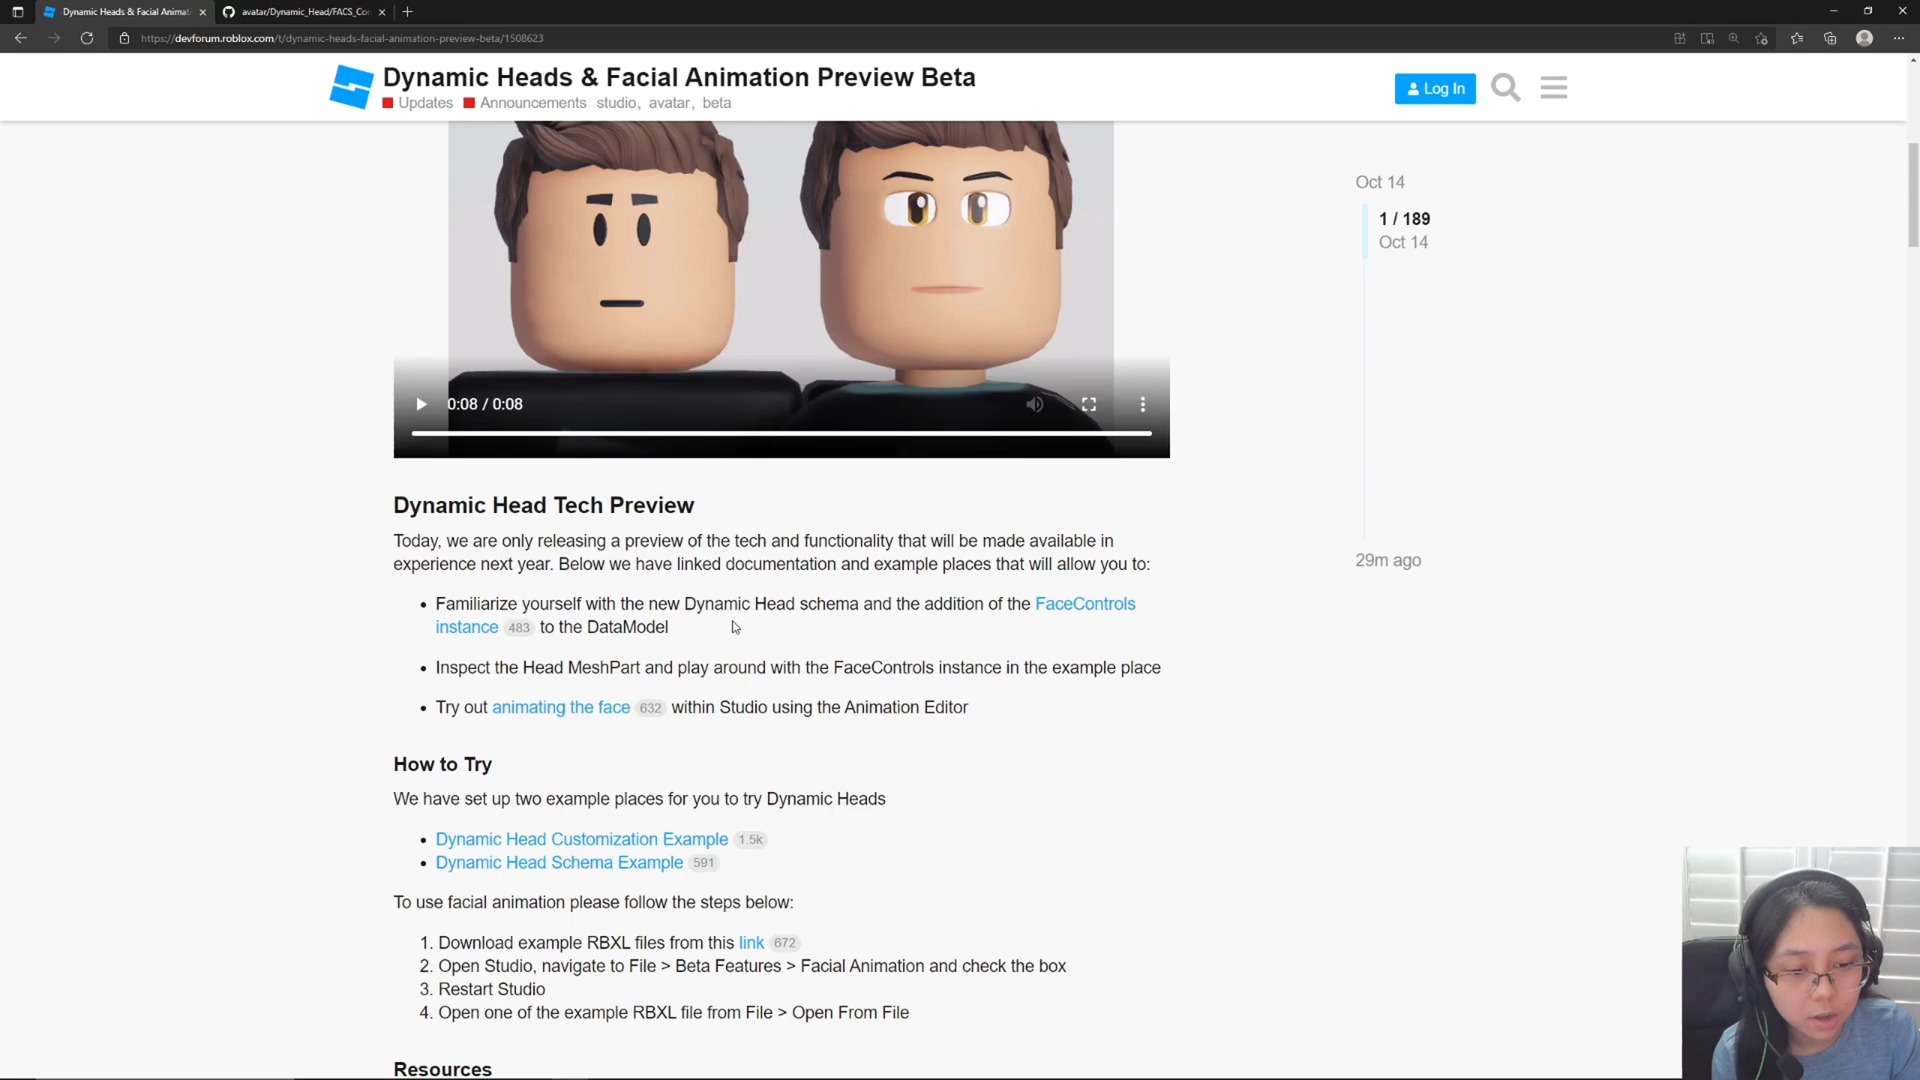 Dynamic Heads & Facial Animati
avatar/Dynamic_Head/FACS_Con
https://devforum.roblox.com/t/dynamic-heads-facial-animation-preview-beta/1508623
Dynamic Heads & Facial Animation Preview Beta
Updates Announcements studio, avatar, beta
Log In
0:08 / 0:08
Oct 14
1 / 189
Oct 14
29m ago
Dynamic Head Tech Preview
Today, we are only releasing a preview of the tech and functionality that will be made available in
experience next year. Below we have linked documentation and example places that will allow you to:
• Familiarize yourself with the new Dynamic Head schema and the addition of the FaceControls
instance 483 to the DataModel
• Inspect the Head MeshPart and play around with the FaceControls instance in the example place
• Try out animating the face 632 within Studio using the Animation Editor
How to Try
We have set up two example places for you to try Dynamic Heads
• Dynamic Head Customization Example 1.5k
• Dynamic Head Schema Example 591
To use facial animation please follow the steps below:
1. Download example RBXL files from this link 672
2. Open Studio, navigate to File > Beta Features > Facial Animation and check the box
3. Restart Studio
4. Open one of the example RBXL file from File > Open From File
Resources